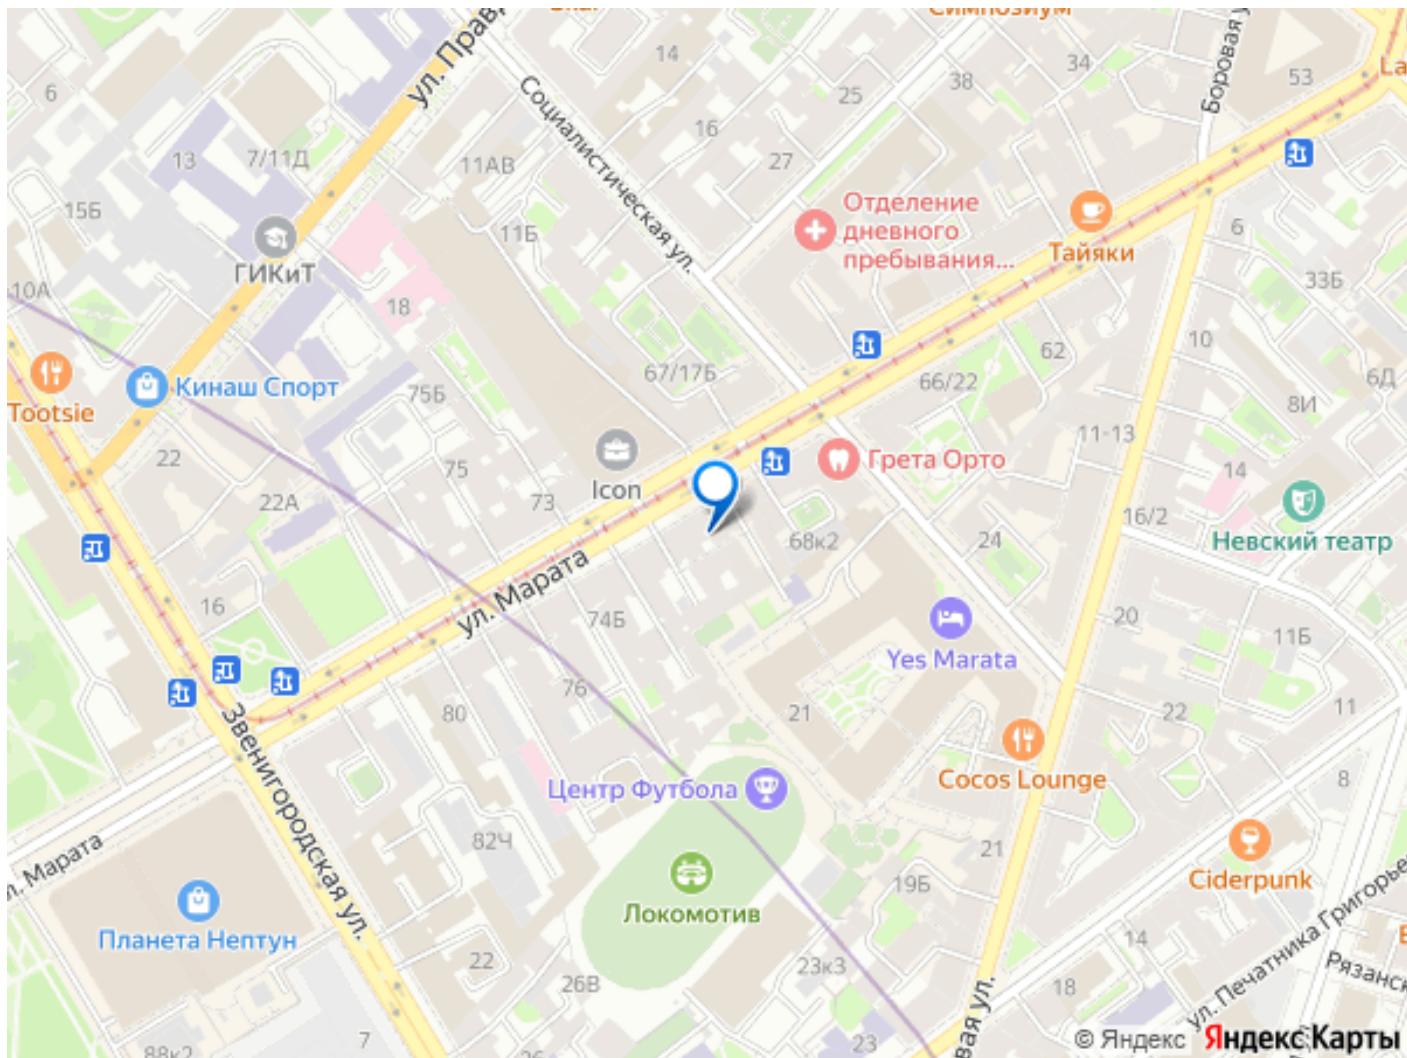 Симпозиум
ул. Прав
14
34
53
La
6
38
25
Боровая у
Социалистическая ул.
16
13
7/11Д
11АВ
27
15Б
Отделение
дневного
пребывания...
11Б
6
Тайяки
ГИКиТ
33Б
10А
18
10
62
67/17Б
66/22
6Д
Tootsie
Кинаш Спорт
75Б
8И
11-13
22
75
Грета Орто
14
Icon
22А
73
16/2
68к2
24
Невский театр
ул. Марата
16
74Б
20
11Б
Yes Marata
76
80
21
22
11
Звенигородская ул.
Центр Футбола
Cocos Lounge
8
82Ч
л. Марата
21
19Б
Ciderpunk
Локомотив
Планета Нептун
14
22
26В
23к3
18
ул. Печатника Григорье
Рязанск
вая ул.
7
88к2
26
23
© Яндекс Яндекс Карты